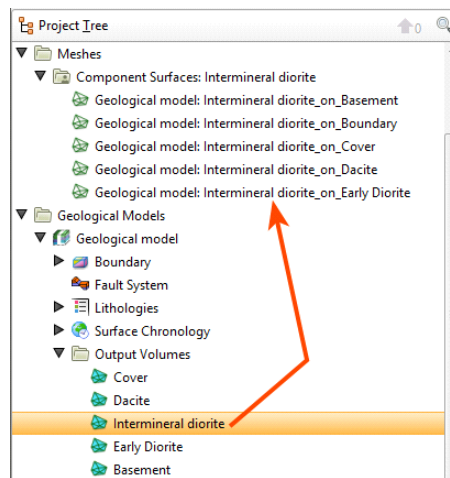 Project Tree
0
Meshes
Component Surfaces: Intermineral diorite
Geological model: Intermineral diorite_on_Basement
Geological model: Intermineral diorite_on_Boundary
Geological model: Intermineral diorite_on_Cover
Geological model: Intermineral diorite_on_Dacite
Geological model: Intermineral diorite_on_Early Diorite
Geological Models
Geological model
Boundary
Fault System
Lithologies
Surface Chronology
Output Volumes
Cover
Dacite
Intermineral diorite
Early Diorite
Basement